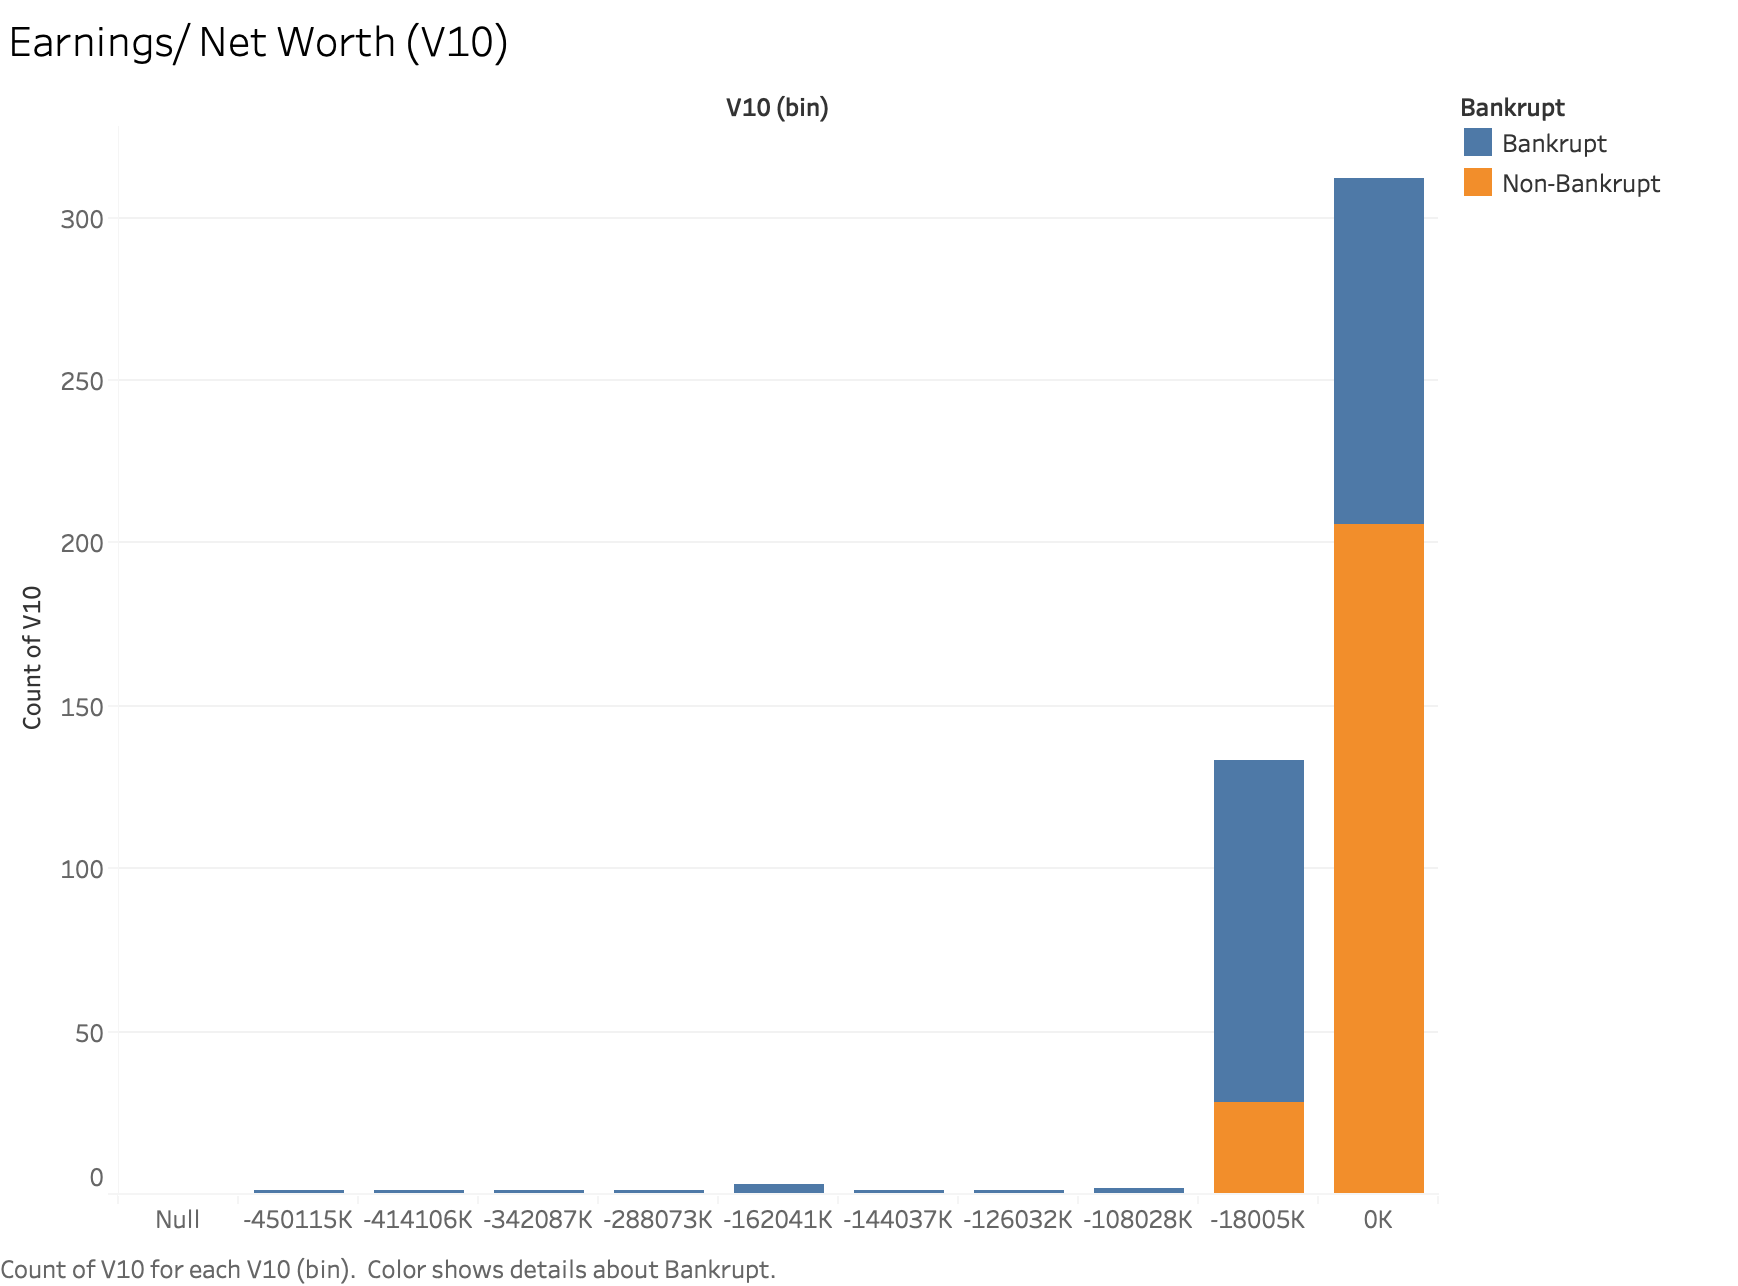 Earnings/ Net Worth (V10)
V10 (bin)
Bankrupt
Bankrupt
Non-Bankrupt
300
250
200
150
100
50
0
Count of V10
Null -450115K -414106K -342087K -288073K -162041K -144037K -126032K -108028K -18005K 0K
Count of V10 for each V10 (bin). Color shows details about Bankrupt.